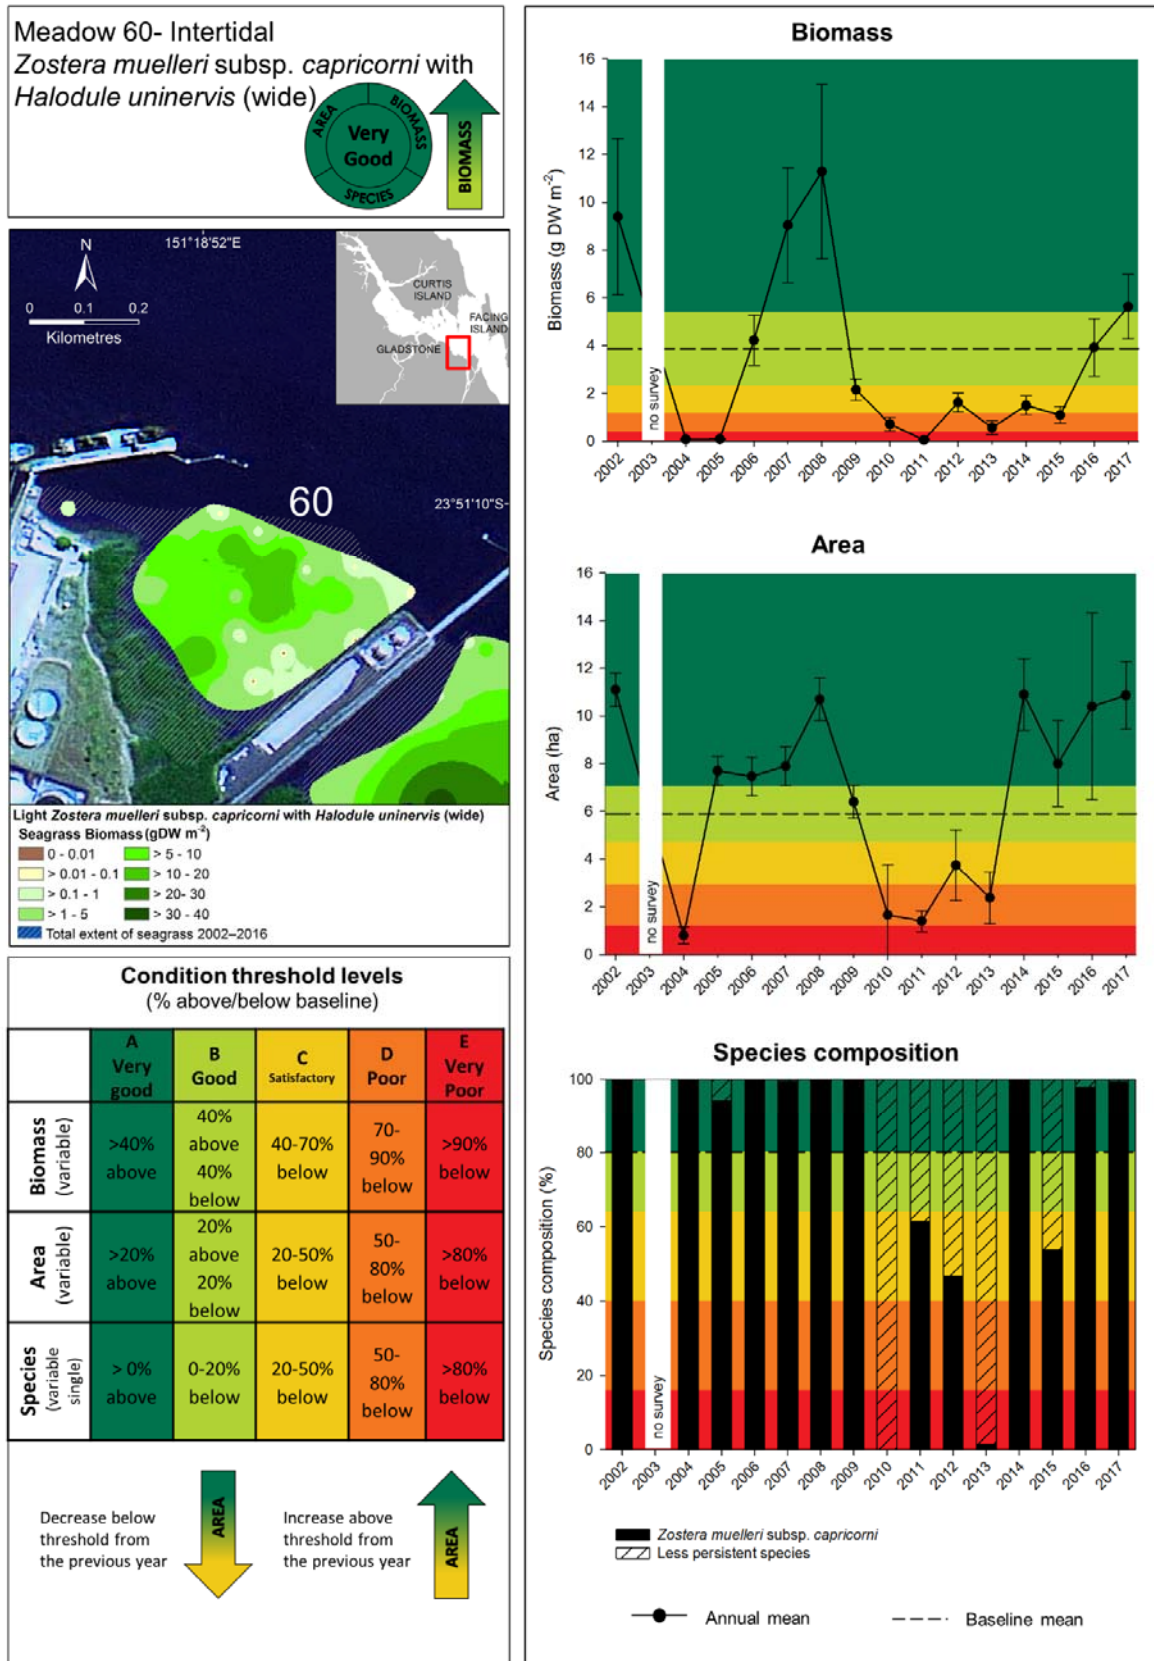 Meadow 60- Intertidal
Zostera muelleri subsp. capricorni with
Halodule uninervis (wide)
AREA
BIOMASS
SPECIES
Very
Good
BIOMASS
151°18'52"E
N
0 0.1 0.2
Kilometres
CURTIS
ISLAND
FACING
ISLAND
GLADSTONE
60
23°51'10"S
Light Zostera muelleri subsp. capricorni with Halodule uninervis (wide)
Seagrass Biomass (gDW m-2)
0 - 0.01
> 0.01 - 0.1
> 0.1 - 1
> 1 - 5
> 5 - 10
> 10 - 20
> 20- 30
> 30 - 40
Total extent of seagrass 2002–2016
Condition threshold levels
(% above/below baseline)
A
Very
good
B
Good
C
Satisfactory
D
Poor
E
Very
Poor
Biomass
(variable)
>40%
above
40%
above
40%
below
40-70%
below
70-
90%
below
>90%
below
Area
(variable)
>20%
above
20%
above
20%
below
20-50%
below
50-
80%
below
>80%
below
Species
(variable
single)
> 0%
above
0-20%
below
20-50%
below
50-
80%
below
>80%
below
Decrease below
threshold from
the previous year
AREA
Increase above
threshold from
the previous year
AREA
Biomass
Biomass (g DW m-2)
16
14
12
10
8
6
4
2
0
no survey
2002 2003 2004 2005 2006 2007 2008 2009 2010 2011 2012 2013 2014 2015 2016 2017
Area
Area (ha)
16
14
12
10
8
6
4
2
0
no survey
2002 2003 2004 2005 2006 2007 2008 2009 2010 2011 2012 2013 2014 2015 2016 2017
Species composition
Species composition (%)
100
80
60
40
20
0
no survey
2002 2003 2004 2005 2006 2007 2008 2009 2010 2011 2012 2013 2014 2015 2016 2017
Zostera muelleri subsp. capricorni
Less persistent species
Annual mean
Baseline mean